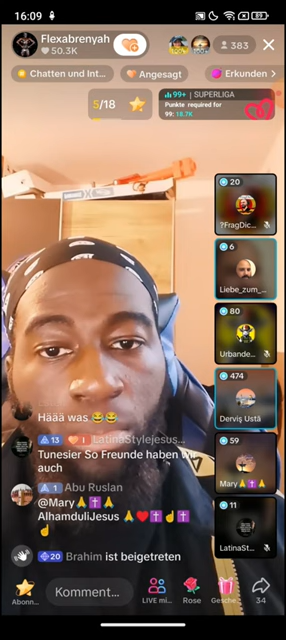 16:09
89
Flexabrenyah
50.3K
383
Chatten und Int...
Angesagt
Erkunden >
5/18
99+ | SUPERLIGA
Punkte required for
99: 18.7K
20
?FragDic...
6
Liebe_zum_...
80
Urbande...
474
Derviş Ustâ
59
Mary🙏✝️🙏
11
LatinaSt...
Häää was 😂😂
13 1 LatinaStylejesus...
Tunesier So Freunde haben wir
auch
1 Abu Ruslan
@Mary🙏✝️🙏
AlhamduliJesus 🙏❤️✝️☝️✝️
☝️
20 Brahim ist beigetreten
Abonn...
Komment...
LIVE mi...
Rose
Gesche...
34